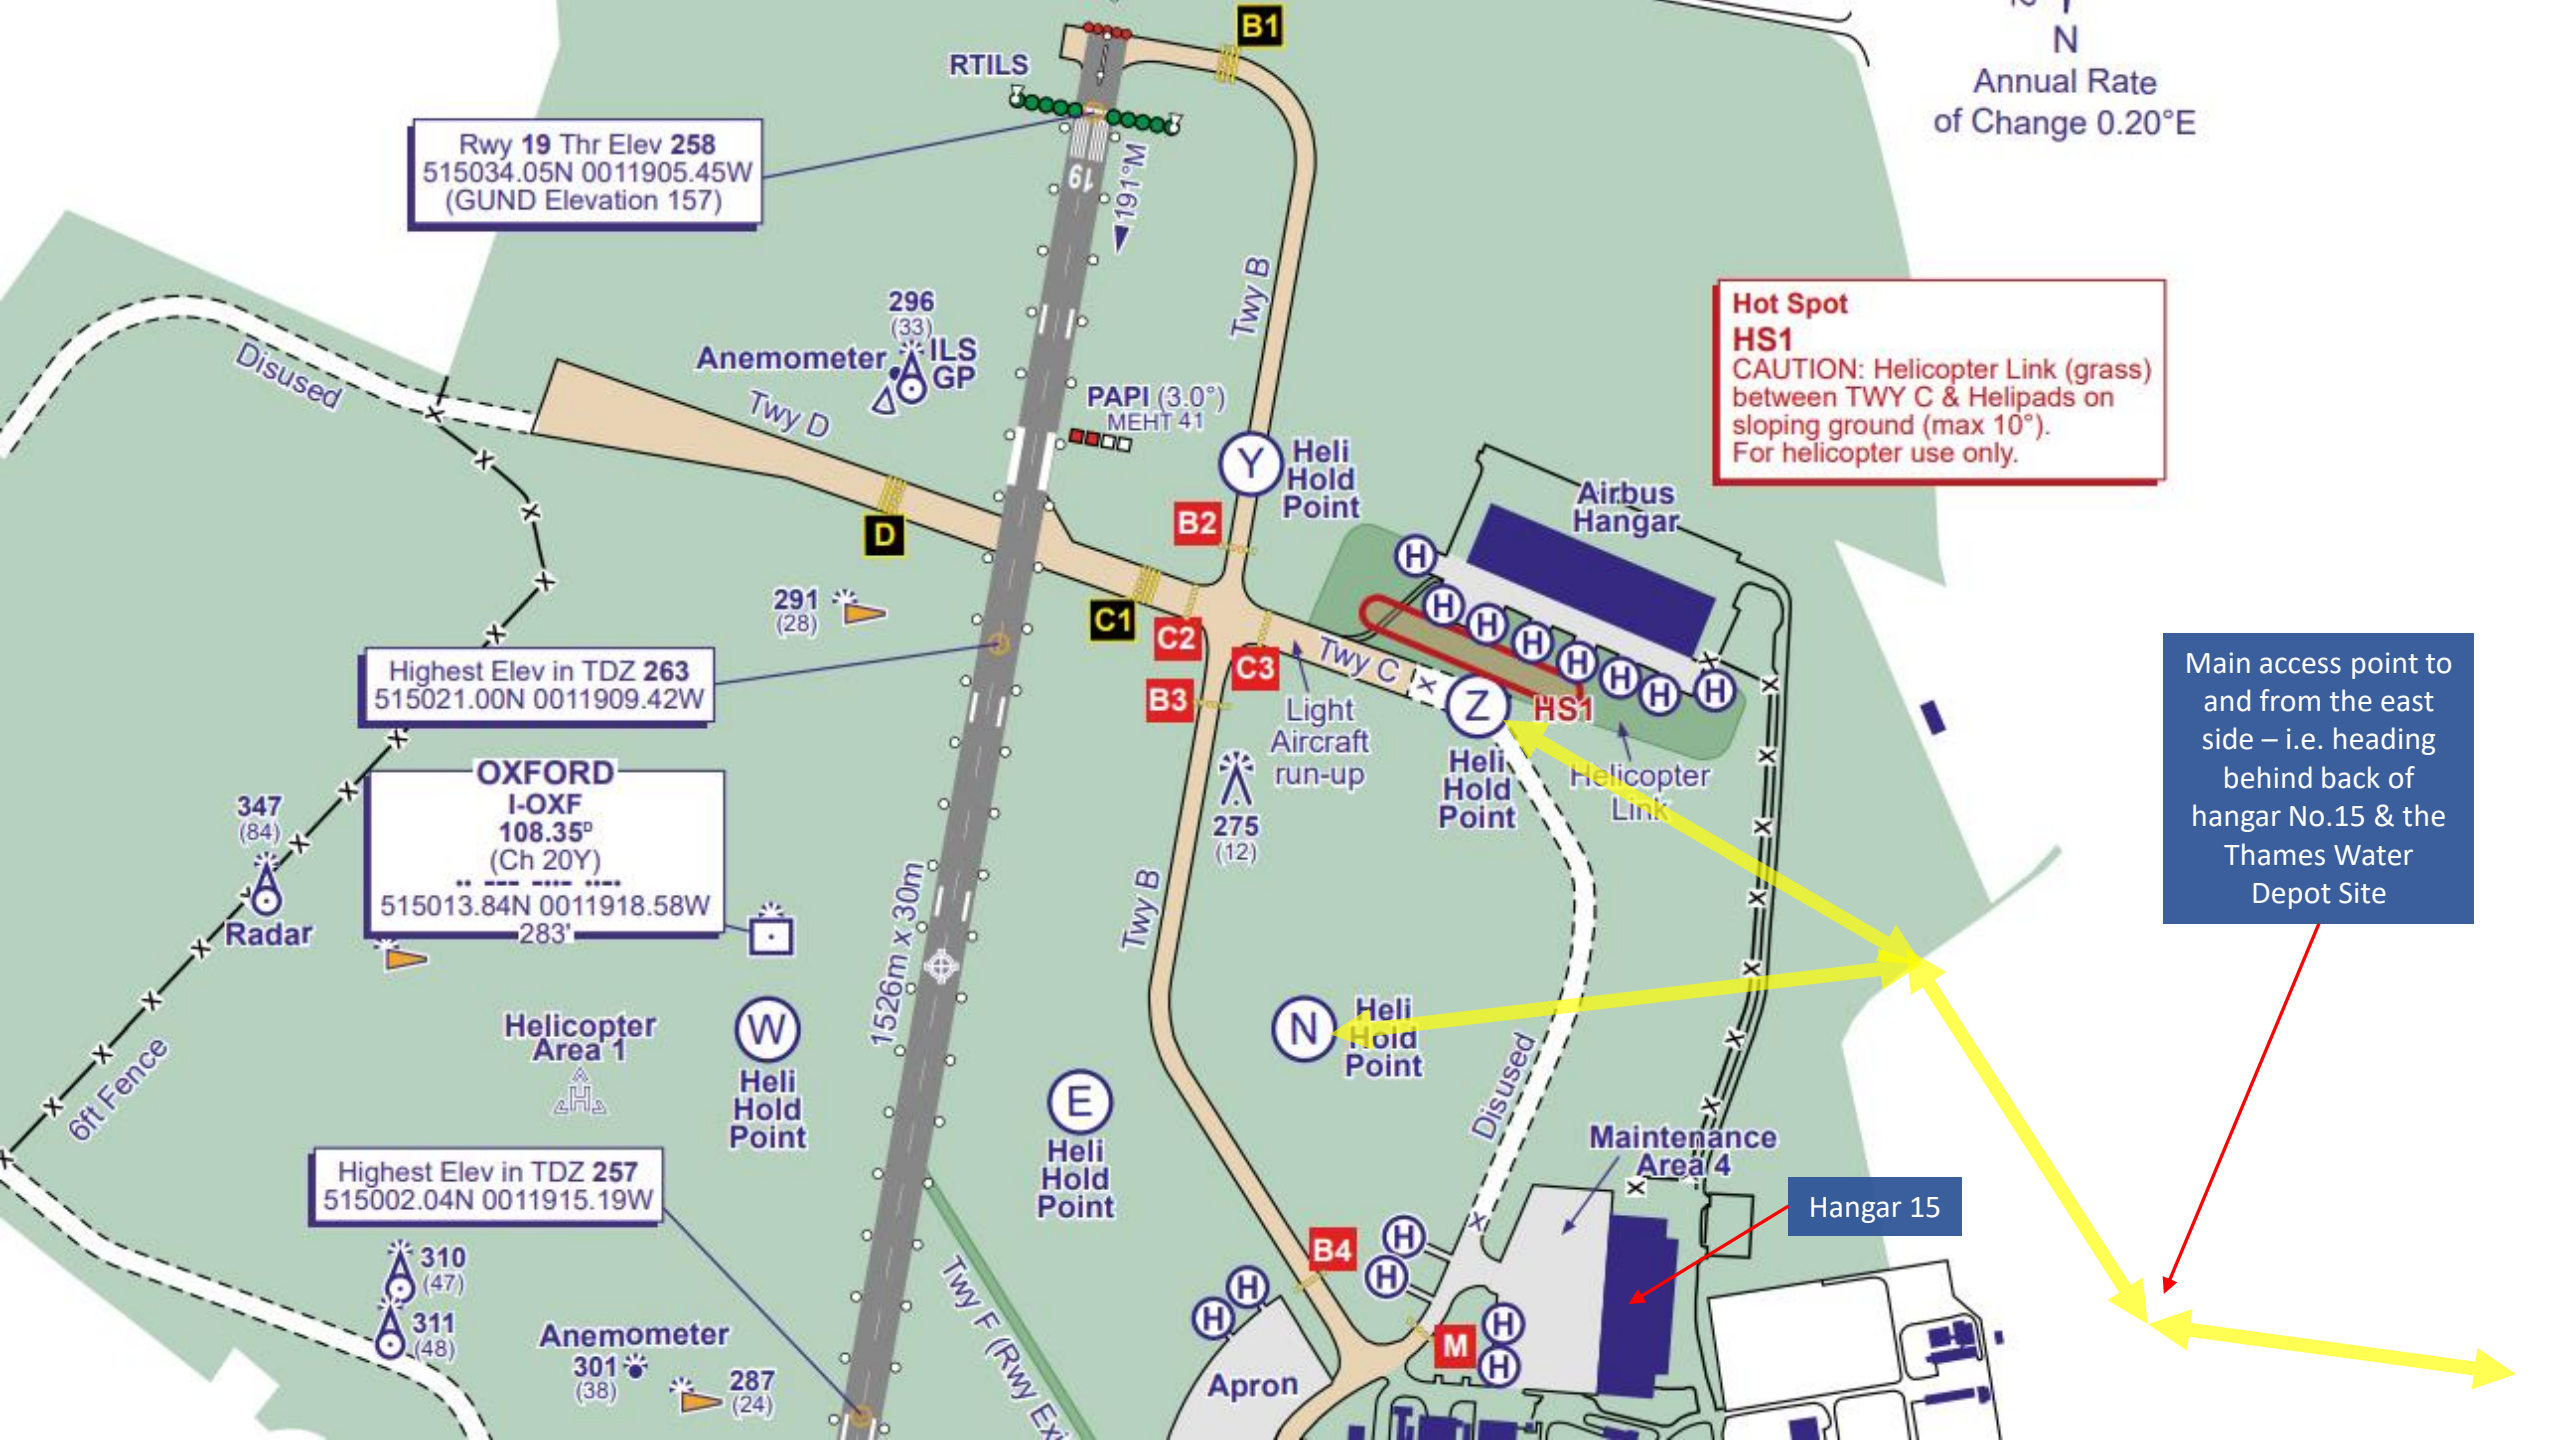 B1
RTILS
N
Annual Rate
of Change 0.20°E
Rwy 19 Thr Elev 258
515034.05N 0011905.45W
(GUND Elevation 157)
19
191°M
Twy B
Hot Spot
HS1
CAUTION: Helicopter Link (grass)
between TWY C & Helipads on
sloping ground (max 10°).
For helicopter use only.
296
(33)
Anemometer
ILS
GP
Disused
Twy D
PAPI (3.0°)
MEHT 41
Y
Heli
Hold
Point
Airbus
Hangar
B2
D
H
H
H
H
H
H
H
H
291
(28)
C1
C2
C3
Twy C
B3
Z
HS1
Light
Aircraft
run-up
Heli
Hold
Point
Helicopter
Link
Highest Elev in TDZ 263
515021.00N 0011909.42W
Main access point to
and from the east
side – i.e. heading
behind back of
hangar No.15 & the
Thames Water
Depot Site
OXFORD
I-OXF
108.35D
(Ch 20Y)
515013.84N 0011918.58W
283'
347
(84)
Radar
275
(12)
1526m x 30m
Twy B
6ft Fence
Helicopter
Area 1
H
W
Heli
Hold
Point
E
Heli
Hold
Point
N
Heli
Hold
Point
Disused
Maintenance
Area 4
Hangar 15
Highest Elev in TDZ 257
515002.04N 0011915.19W
310
(47)
311
(48)
Anemometer
301
(38)
287
(24)
Twy F (Rwy Exi
B4
H
H
H
H
M
H
H
Apron